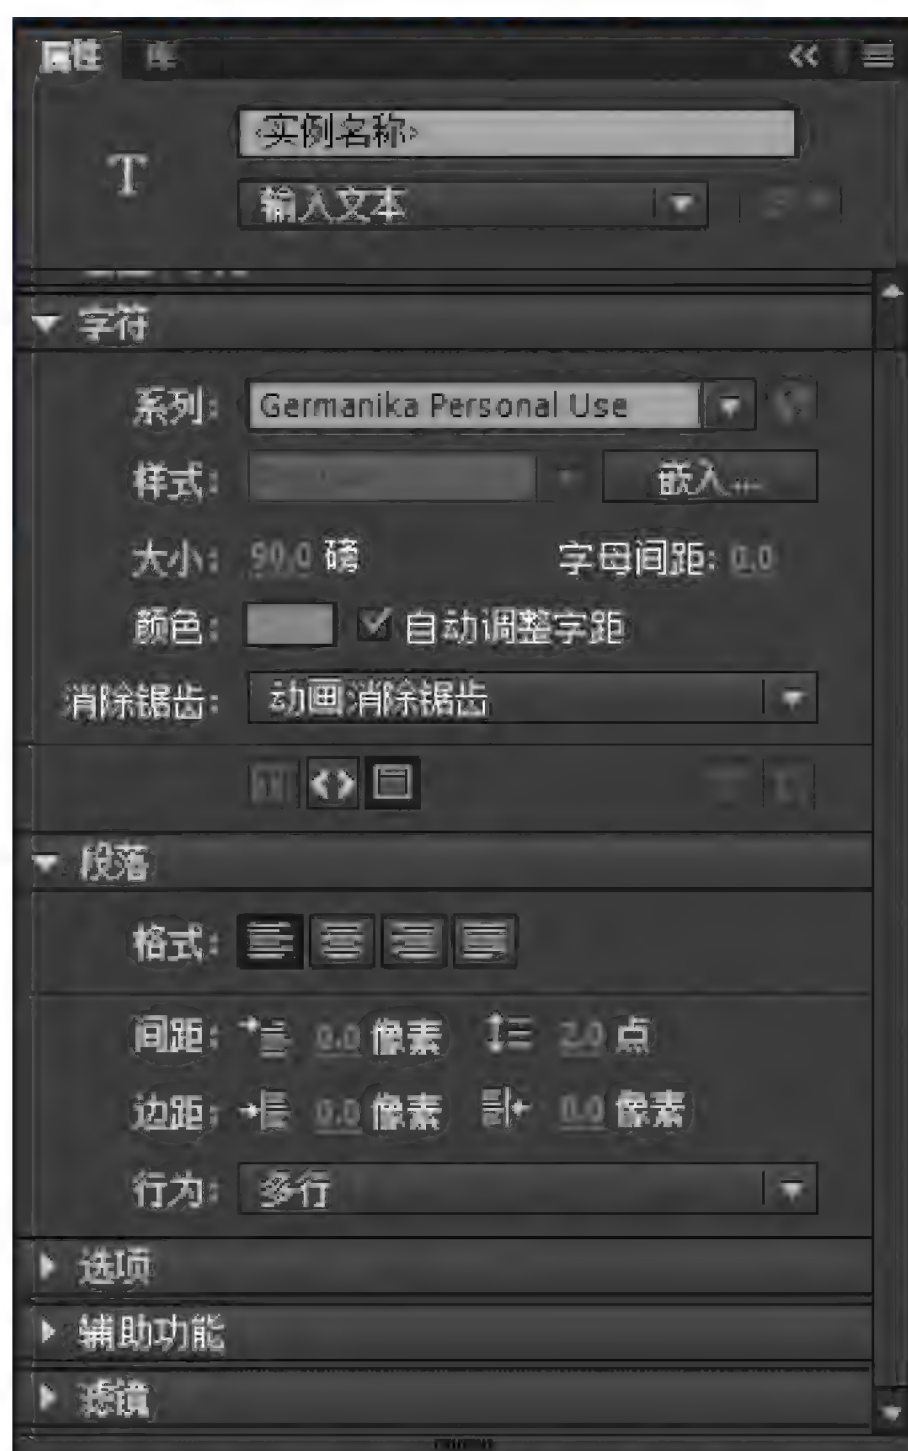 属性 库
T
<实例名称>
输入文本
字符
系列: Germanika Personal Use
样式: 嵌入...
大小: 90.0 磅 字母间距: 0.0
颜色: 自动调整字距
消除锯齿: 动画消除锯齿
段落
格式:
间距: 0.0 像素 2.0 点
边距: 0.0 像素 0.0 像素
行为: 多行
选项
辅助功能
滤镜